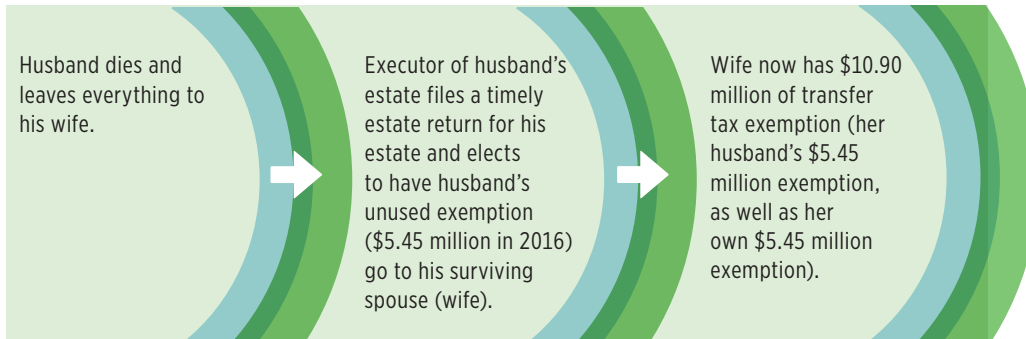 Husband dies and
leaves everything to
his wife.
Executor of husband's
estate files a timely
estate return for his
estate and elects
to have husband's
unused exemption
($5.45 million in 2016)
go to his surviving
spouse (wife).
Wife now has $10.90
million of transfer
tax exemption (her
husband's $5.45
million exemption,
as well as her
own $5.45 million
exemption).